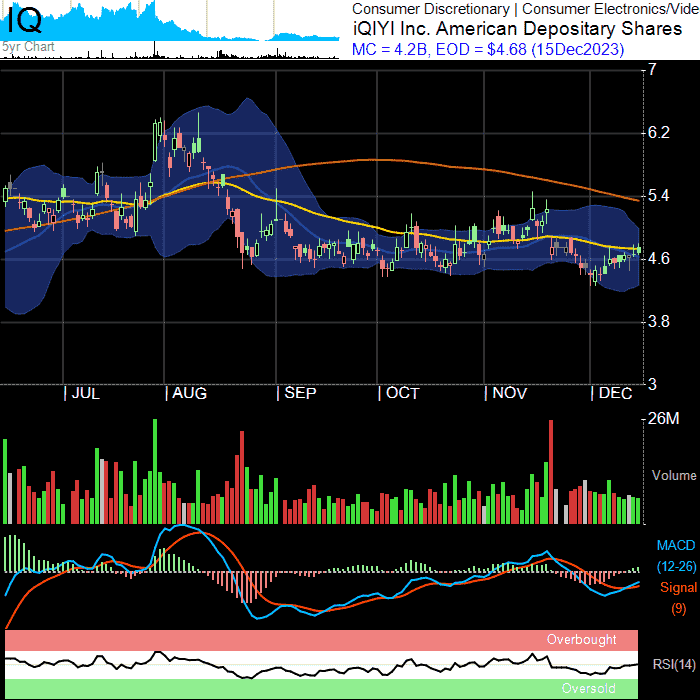 IQ
5yr Chart
Consumer Discretionary | Consumer Electronics/Vide
iQIYI Inc. American Depositary Shares
MC = 4.2B, EOD = $4.68 (15Dec2023)
7
6.2
5.4
4.6
3.8
3
| JUL | AUG | SEP | OCT | NOV | DEC
26M
Volume
MACD
(12-26)
Signal
(9)
Overbought
RSI(14)
Oversold